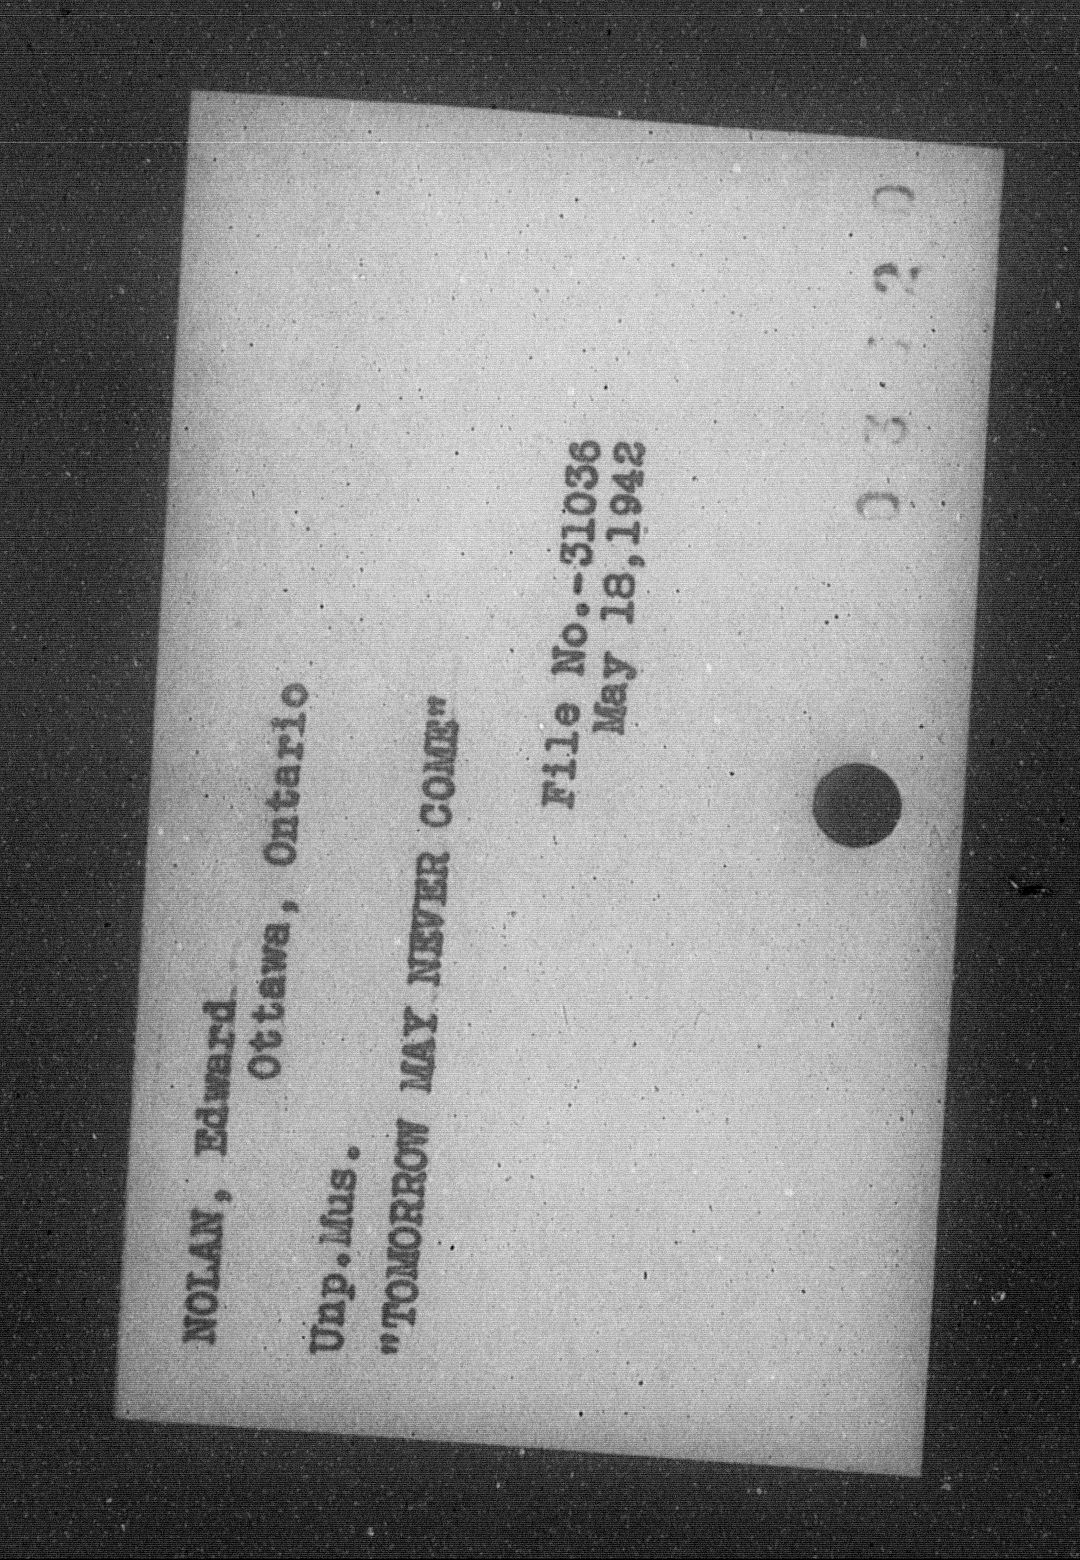 NOLAN, Edward
Ottawa, Ontario
Unp.Mus.
"TOMORROW MAY NEVER COME"
File No.-31036
May 18,1942